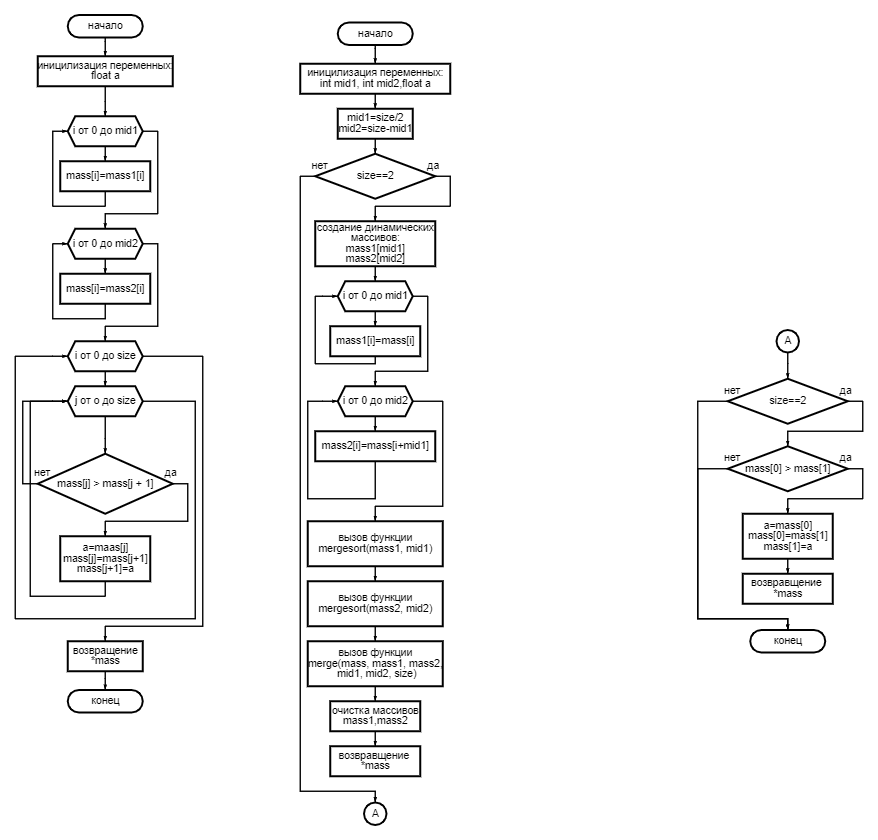 начало
иницилизация переменных:
float a
i от 0 до mid1
mass[i]=mass1[i]
i от 0 до mid2
mass[i]=mass2[i]
i от 0 до size
j от о до size
нет
да
mass[j] > mass[j + 1]
a=maas[j]
mass[j]=mass[j+1]
mass[j+1]=a
возвращение
*mass
конец
начало
иницилизация переменных:
int mid1, int mid2,float a
mid1=size/2
mid2=size-mid1
нет
да
size==2
создание динамических
массивов:
mass1[mid1]
mass2[mid2]
i от 0 до mid1
mass1[i]=mass[i]
i от 0 до mid2
mass2[i]=mass[i+mid1]
вызов функции
mergesort(mass1, mid1)
вызов функции
mergesort(mass2, mid2)
вызов функции
merge(mass, mass1, mass2,
mid1, mid2, size)
очистка массивов
mass1,mass2
возвравщение
*mass
A
A
нет
да
size==2
нет
да
mass[0] > mass[1]
a=mass[0]
mass[0]=mass[1]
mass[1]=a
возвравщение
*mass
конец